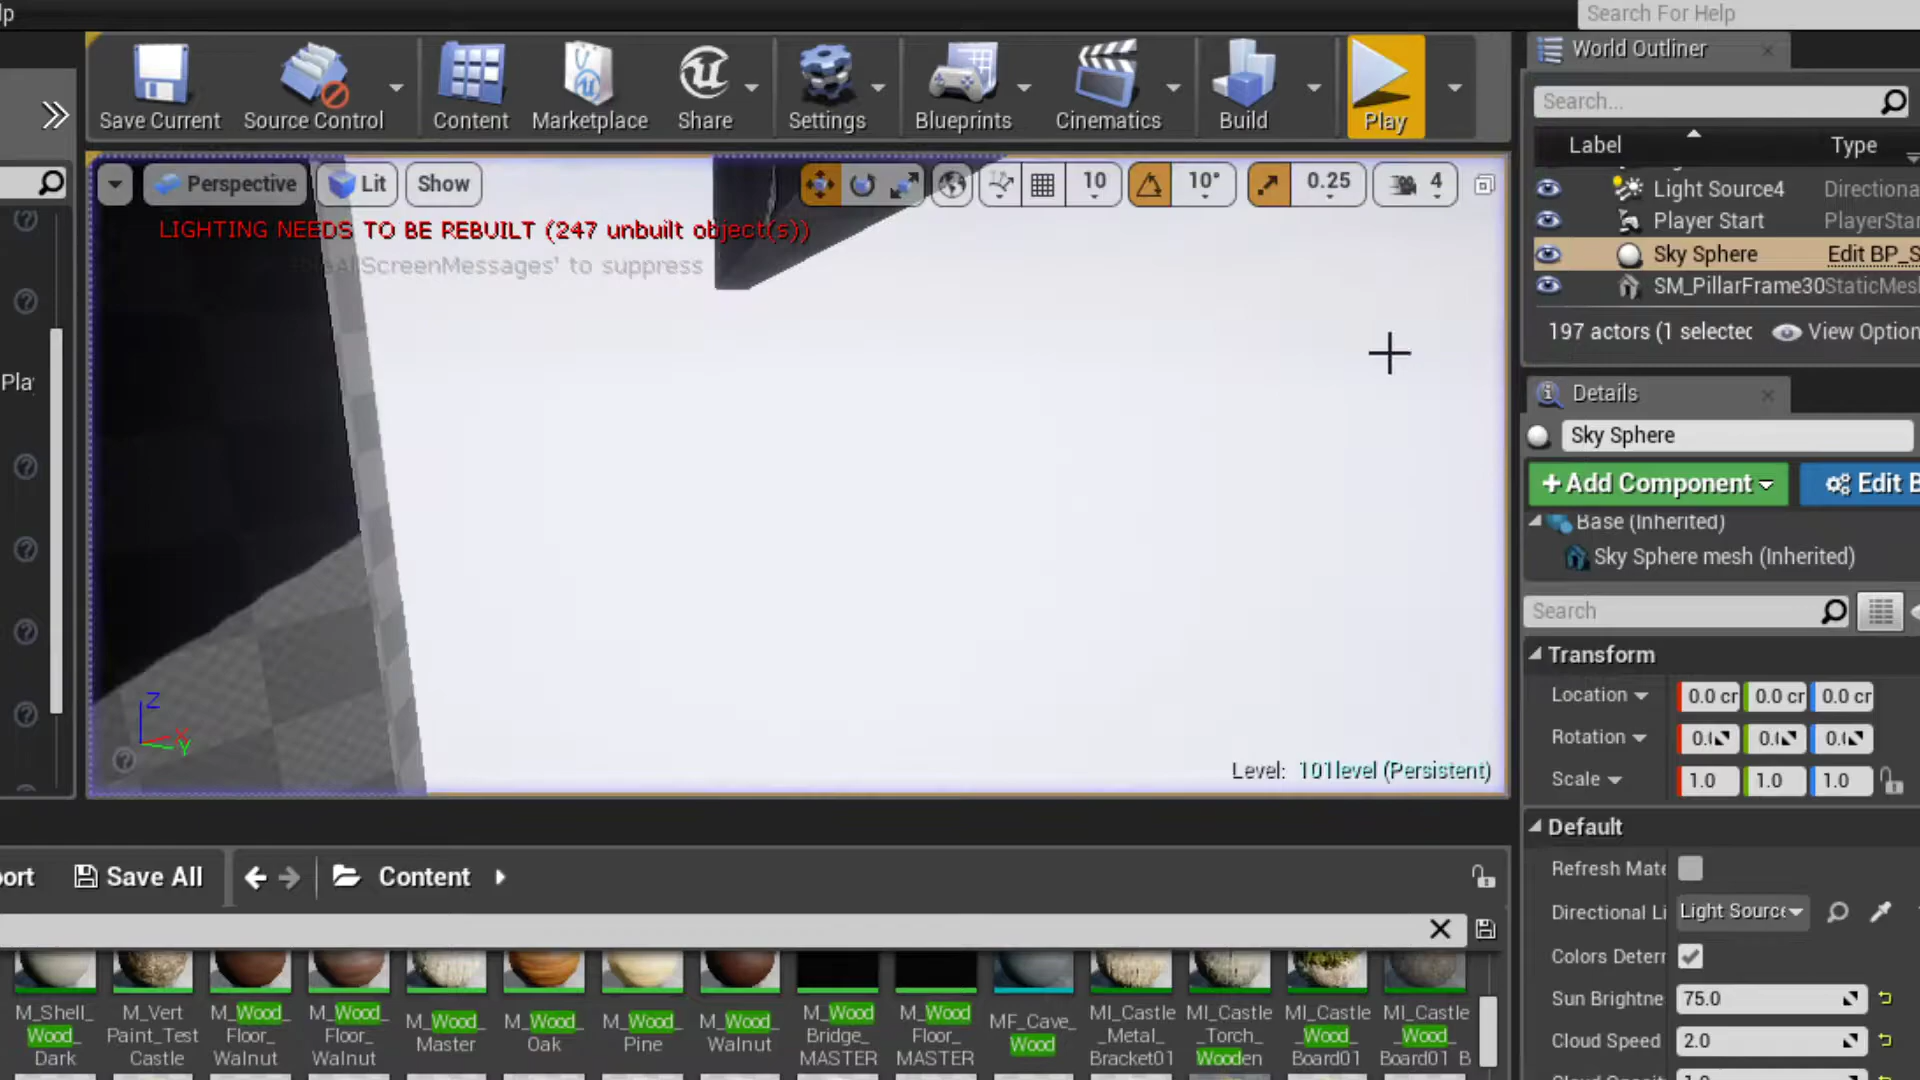 lp
Search For Help
Save Current
Source Control
Content
Marketplace
Share
Settings
Blueprints
Cinematics
Build
Play
World Outliner
Search...
Label
Type
Perspective
Lit
Show
10
10°
0.25
4
Light Source4
Directiona
Player Start
PlayerStar
Sky Sphere
Edit BP_S
SM_PillarFrame30
StaticMes
LIGHTING NEEDS TO BE REBUILT (247 unbuilt object(s))
ScreenMessages' to suppress
197 actors (1 selectec
View Option
Pla
Details
Sky Sphere
+Add Component
Edit B
Base (Inherited)
Sky Sphere mesh (Inherited)
Search
Transform
Location
0.0 cr
0.0 cr
0.0 cr
Rotation
Scale
1.0
1.0
1.0
Z
X
Y
Level: 101level (Persistent)
Default
Refresh Mate
Directional Li
Light Source
Colors Deterr
Sun Brightne
75.0
Cloud Speed
2.0
ort
Save All
Content
M_Shell_
Wood_
Dark
M_Vert
Paint_Test
Castle
M_Wood_
Floor_
Walnut
M_Wood_
Floor_
Walnut
M_Wood_
Master
M_Wood_
Oak
M_Wood_
Pine
M_Wood_
Walnut
M_Wood
Bridge_
MASTER
M_Wood
Floor_
MASTER
MF_Cave_
Wood
MI_Castle
_Metal_
Bracket01
MI_Castle
_Torch_
Wooden
MI_Castle
_Wood_
Board01
MI_Castle
_Wood_
Board01_B